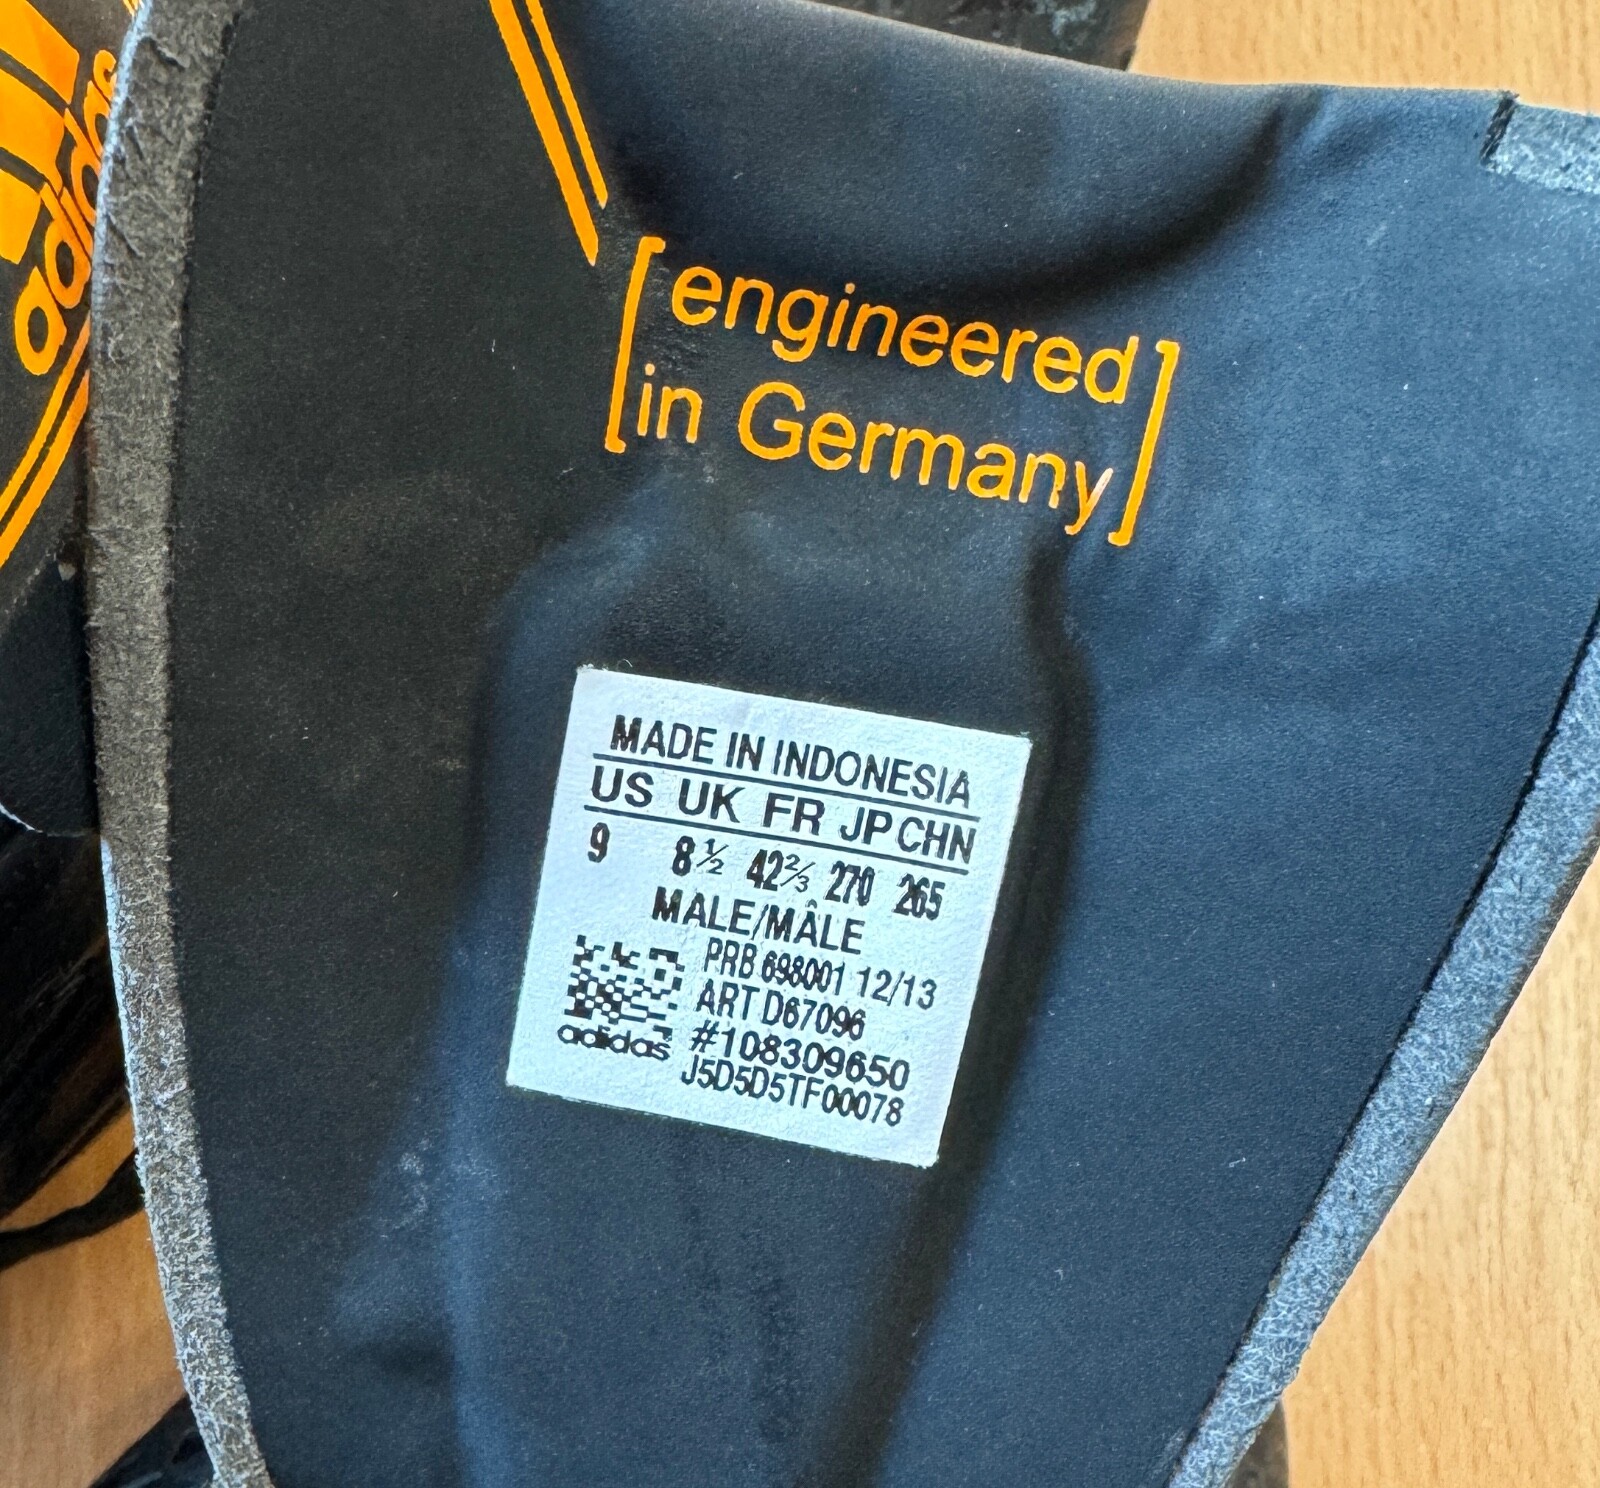 adidas
[engineered
in Germany]
MADE IN INDONESIA
US UK FR JP CHN
9 8½ 42⅔ 270 265
MALE/MÂLE
PRB 698001 12/13
ART D67096
#108309650
adidas J5D5D5TF00078